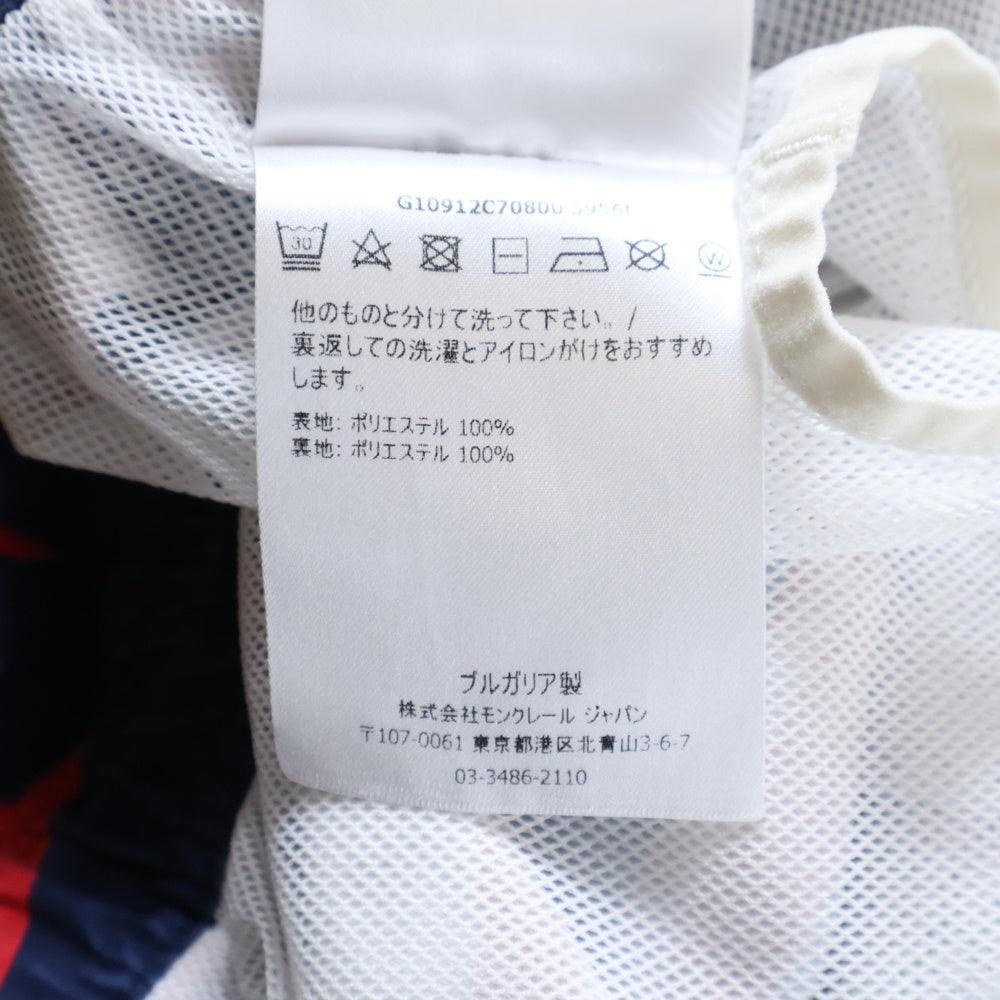 G10912C70800
30
W
他のものと分けて洗って下さい。/
裏返しての洗濯とアイロンがけをおすすめ
します。
表地: ポリエステル 100%
裏地: ポリエステル 100%
ブルガリア製
株式会社モンクレール ジャパン
〒107-0061 東京都港区北青山3-6-7
03-3486-2110